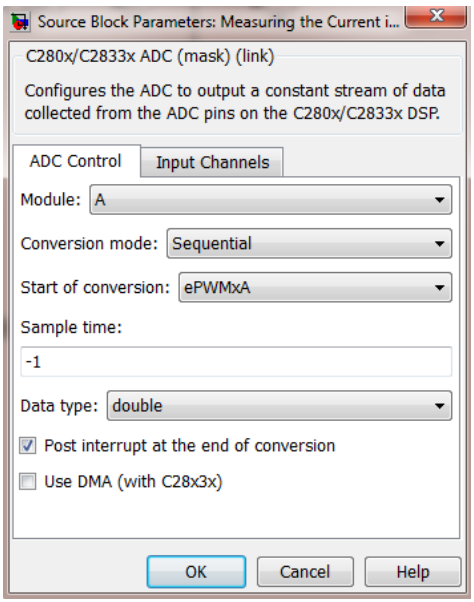 Source Block Parameters: Measuring the Current i...
C280x/C2833x ADC (mask) (link)
Configures the ADC to output a constant stream of data
collected from the ADC pins on the C280x/C2833x DSP.
ADC Control Input Channels
Module: A
Conversion mode: Sequential
Start of conversion: ePWMxA
Sample time:
-1
Data type: double
Post interrupt at the end of conversion
Use DMA (with C28x3x)
OK Cancel Help